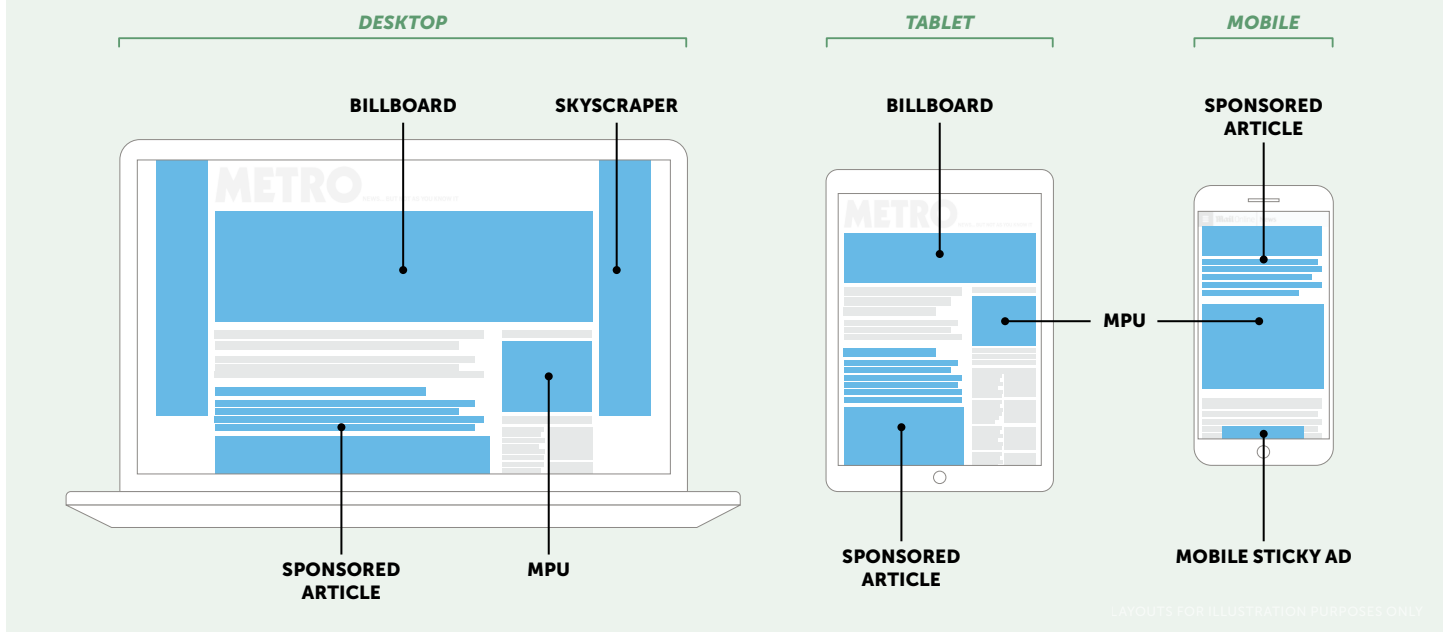 DESKTOP
TABLET
MOBILE
BILLBOARD
SKYSCRAPER
BILLBOARD
SPONSORED
ARTICLE
METRO
METRO
MPU
SPONSORED
ARTICLE
MPU
SPONSORED
ARTICLE
MOBILE STICKY AD
LAYOUTS FOR ILLUSTRATION PURPOSES ONLY